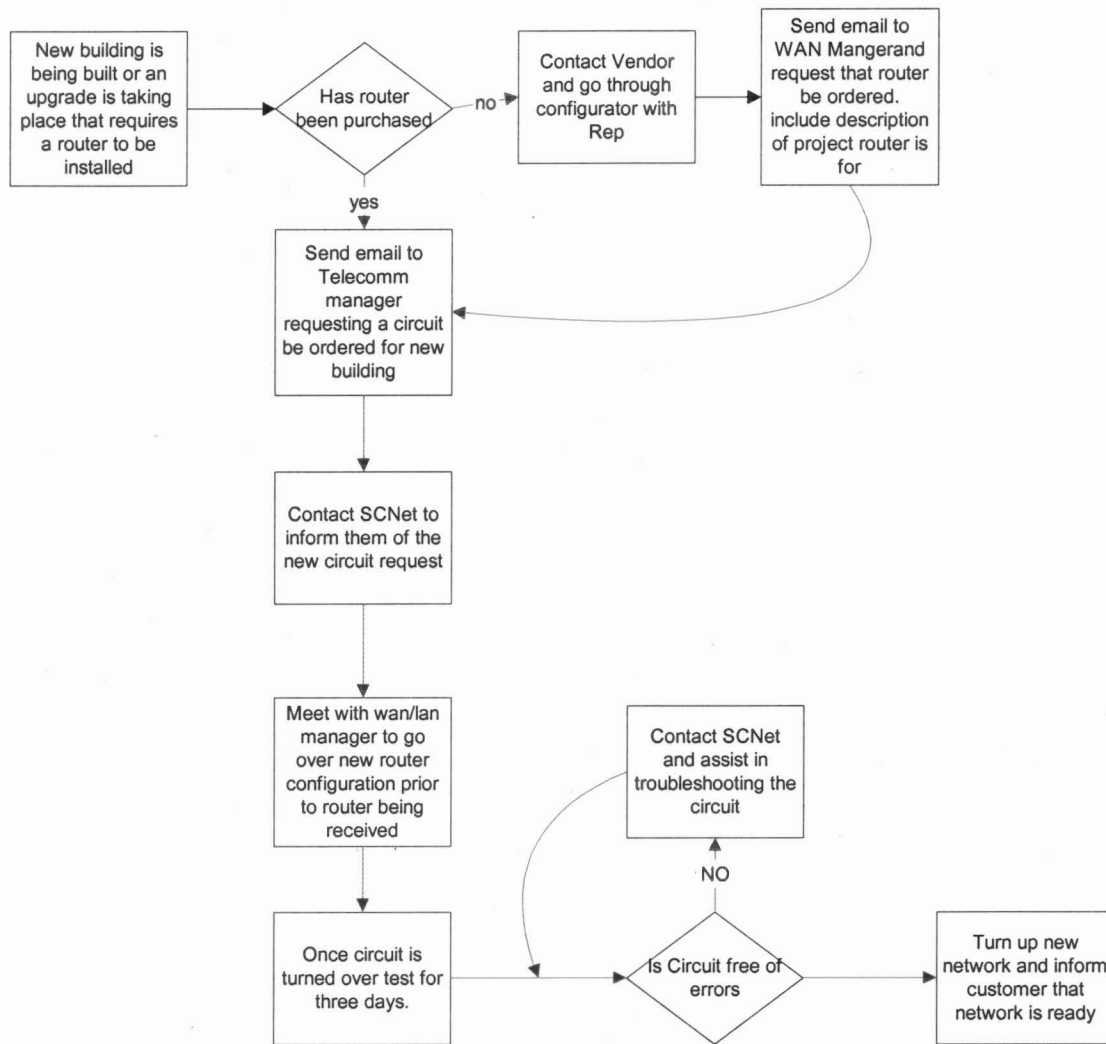 New building is
being built or an
upgrade is taking
place that requires
a router to be
installed
Has router
been purchased
no
Contact Vendor
and go through
configurator with
Rep
Send email to
WAN Mangerand
request that router
be ordered.
include description
of project router is
for
yes
Send email to
Telecomm
manager
requesting a circuit
be ordered for new
building
Contact SCNet to
inform them of the
new circuit request
Meet with wan/lan
manager to go
over new router
configuration prior
to router being
received
Contact SCNet
and assist in
troubleshooting the
circuit
NO
Once circuit is
turned over test for
three days.
Is Circuit free of
errors
Turn up new
network and inform
customer that
network is ready